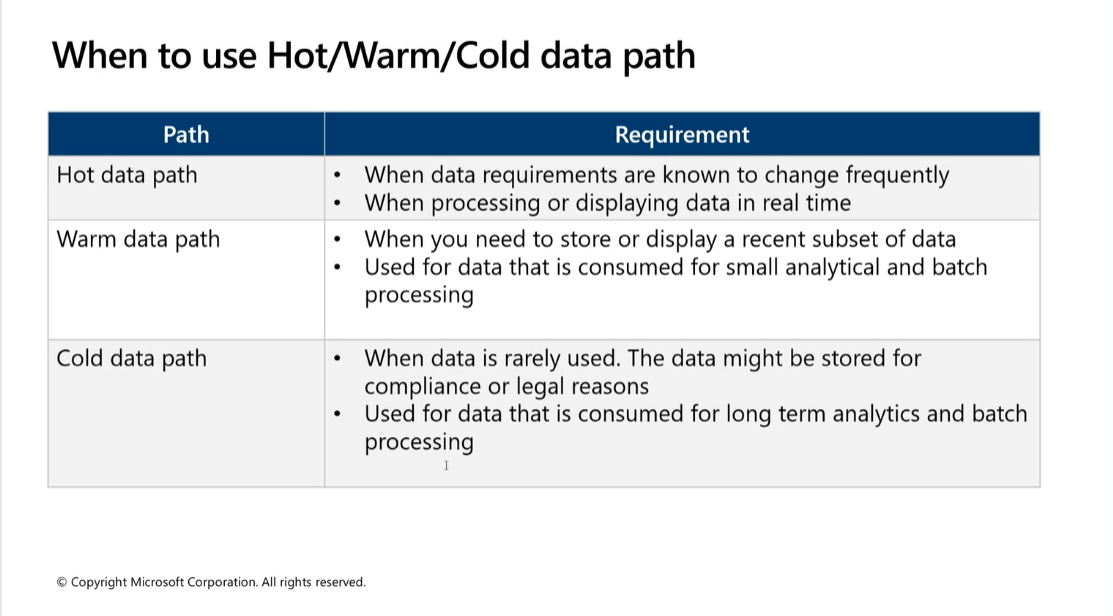 When to use Hot/Warm/Cold data path
Path
Requirement
Hot data path
• When data requirements are known to change frequently
• When processing or displaying data in real time
Warm data path
• When you need to store or display a recent subset of data
• Used for data that is consumed for small analytical and batch
processing
Cold data path
• When data is rarely used. The data might be stored for
compliance or legal reasons
• Used for data that is consumed for long term analytics and batch
processing
© Copyright Microsoft Corporation. All rights reserved.